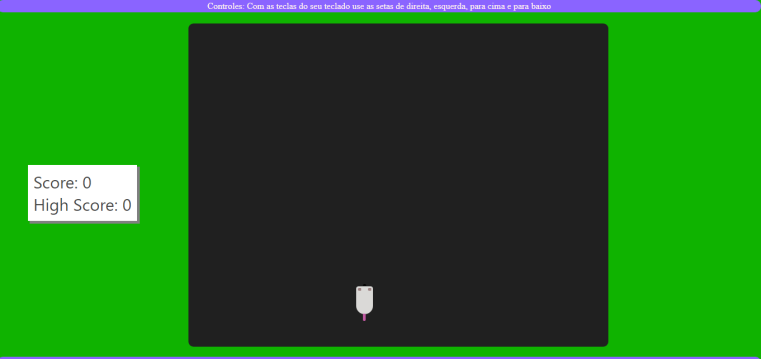 Controles: Com as teclas do seu teclado use as setas de direita, esquerda, para cima e para baixo
Score: 0
High Score: 0